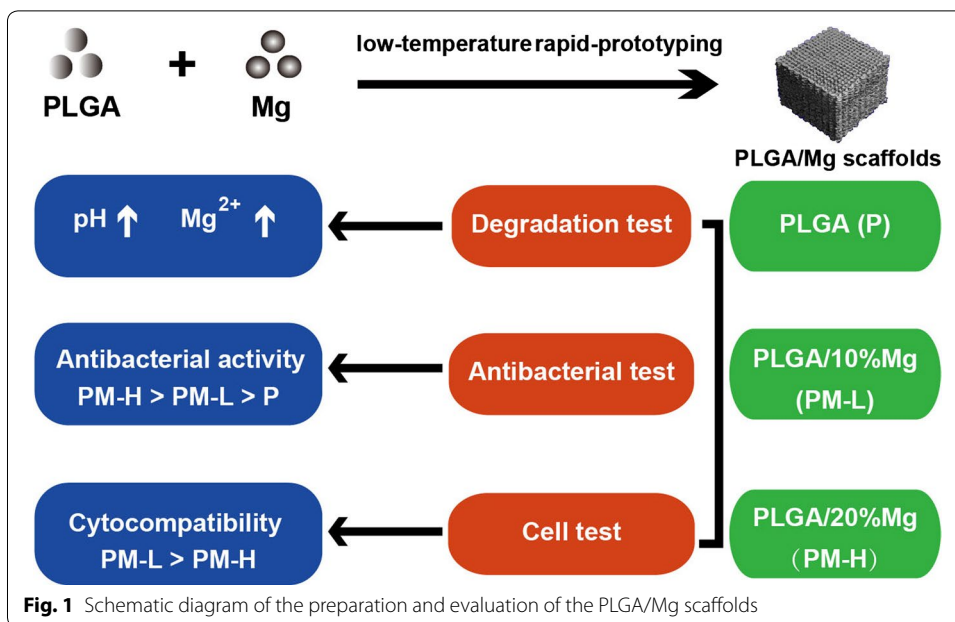 PLGA + Mg low-temperature rapid-prototyping
PLGA/Mg scaffolds
pH ↑ Mg²⁺ ↑
Degradation test
PLGA (P)
Antibacterial activity
PM-H > PM-L > P
Antibacterial test
PLGA/10%Mg
(PM-L)
Cytocompatibility
PM-L > PM-H
Cell test
PLGA/20%Mg
（PM-H）
Fig. 1 Schematic diagram of the preparation and evaluation of the PLGA/Mg scaffolds